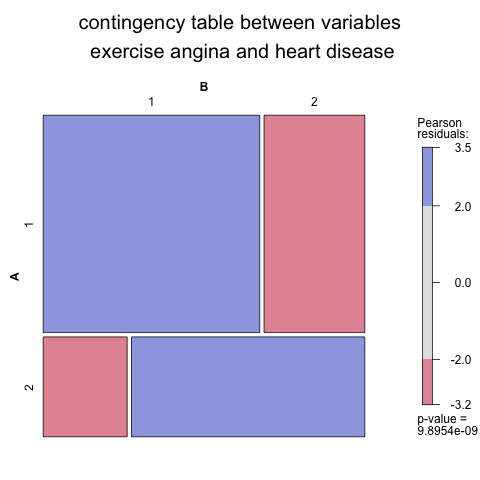 contingency table between variables
exercise angina and heart disease
B
1 2
Pearson
residuals:
3.5
2.0
0.0
-2.0
-3.2
p-value =
9.8954e-09
A
1
2